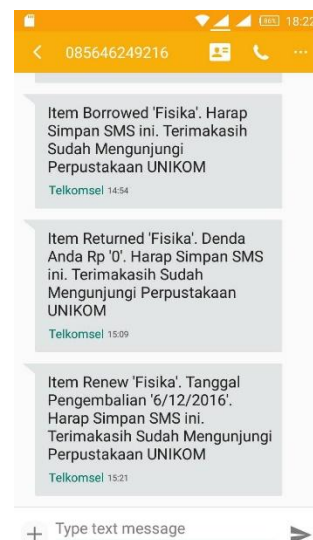 86% 18:22
085646249216
Item Borrowed 'Fisika'. Harap
Simpan SMS ini. Terimakasih
Sudah Mengunjungi
Perpustakaan UNIKOM
Telkomsel 14:54
Item Returned 'Fisika'. Denda
Anda Rp '0'. Harap Simpan SMS
ini. Terimakasih Sudah
Mengunjungi Perpustakaan
UNIKOM
Telkomsel 15:09
Item Renew 'Fisika'. Tanggal
Pengembalian '6/12/2016'.
Harap Simpan SMS ini.
Terimakasih Sudah Mengunjungi
Perpustakaan UNIKOM
Telkomsel 15:21
Type text message